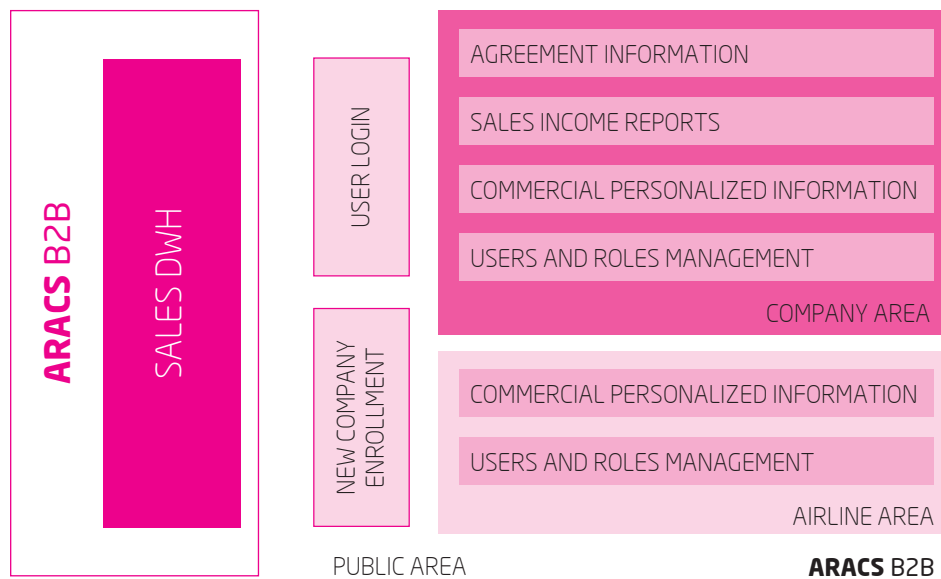 ARACS B2B
SALES DWH
USER LOGIN
NEW COMPANY
ENROLLMENT
PUBLIC AREA
AGREEMENT INFORMATION
SALES INCOME REPORTS
COMMERCIAL PERSONALIZED INFORMATION
USERS AND ROLES MANAGEMENT
COMPANY AREA
COMMERCIAL PERSONALIZED INFORMATION
USERS AND ROLES MANAGEMENT
AIRLINE AREA
ARACS B2B